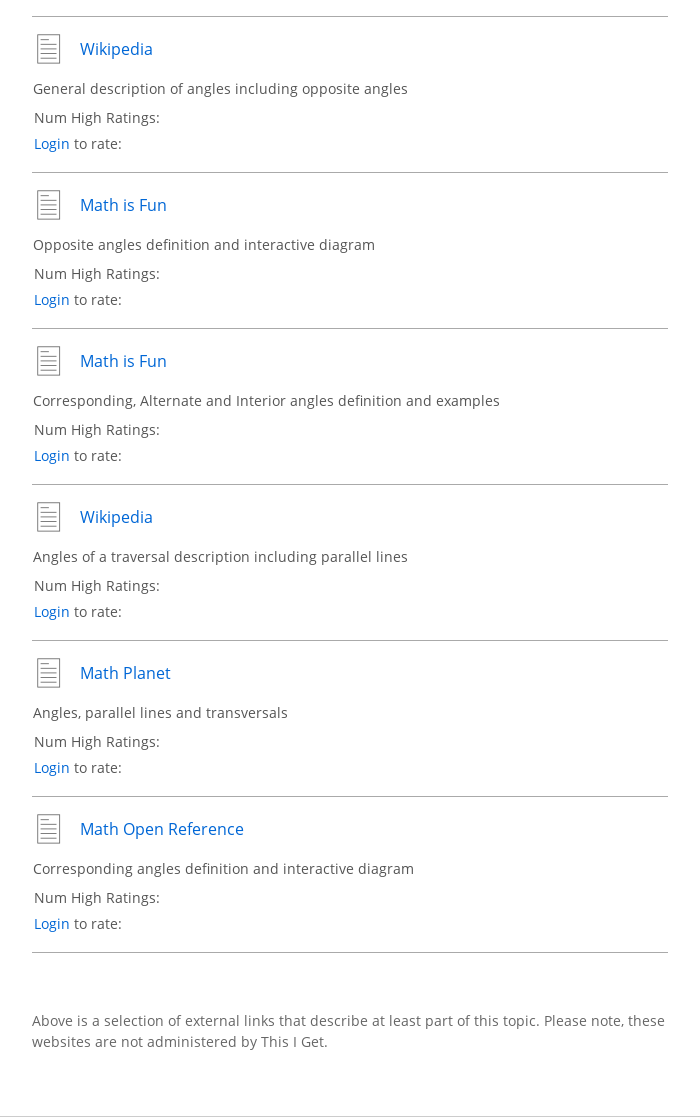 Wikipedia
General description of angles including opposite angles
Num High Ratings:
Login to rate:
Math is Fun
Opposite angles definition and interactive diagram
Num High Ratings:
Login to rate:
Math is Fun
Corresponding, Alternate and Interior angles definition and examples
Num High Ratings:
Login to rate:
Wikipedia
Angles of a traversal description including parallel lines
Num High Ratings:
Login to rate:
Math Planet
Angles, parallel lines and transversals
Num High Ratings:
Login to rate:
Math Open Reference
Corresponding angles definition and interactive diagram
Num High Ratings:
Login to rate:
Above is a selection of external links that describe at least part of this topic. Please note, these
websites are not administered by This I Get.